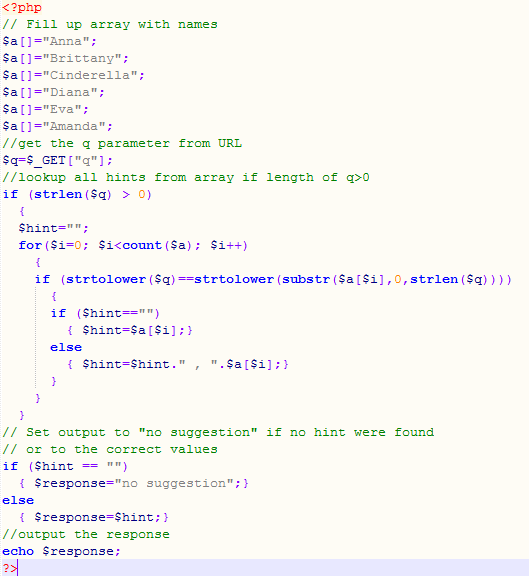 <?php
// Fill up array with names
$a[]="Anna";
$a[]="Brittany";
$a[]="Cinderella";
$a[]="Diana";
$a[]="Eva";
$a[]="Amanda";
//get the q parameter from URL
$q=$_GET["q"];
//lookup all hints from array if length of q>0
if (strlen($q) > 0)
  {
  $hint="";
  for($i=0; $i<count($a); $i++)
    {
    if (strtolower($q)==strtolower(substr($a[$i],0,strlen($q))))
      {
      if ($hint=="")
        { $hint=$a[$i];}
      else
        { $hint=$hint." , ".$a[$i];}
      }
    }
  }
// Set output to "no suggestion" if no hint were found
// or to the correct values
if ($hint == "")
  { $response="no suggestion";}
else
  { $response=$hint;}
//output the response
echo $response;
?>